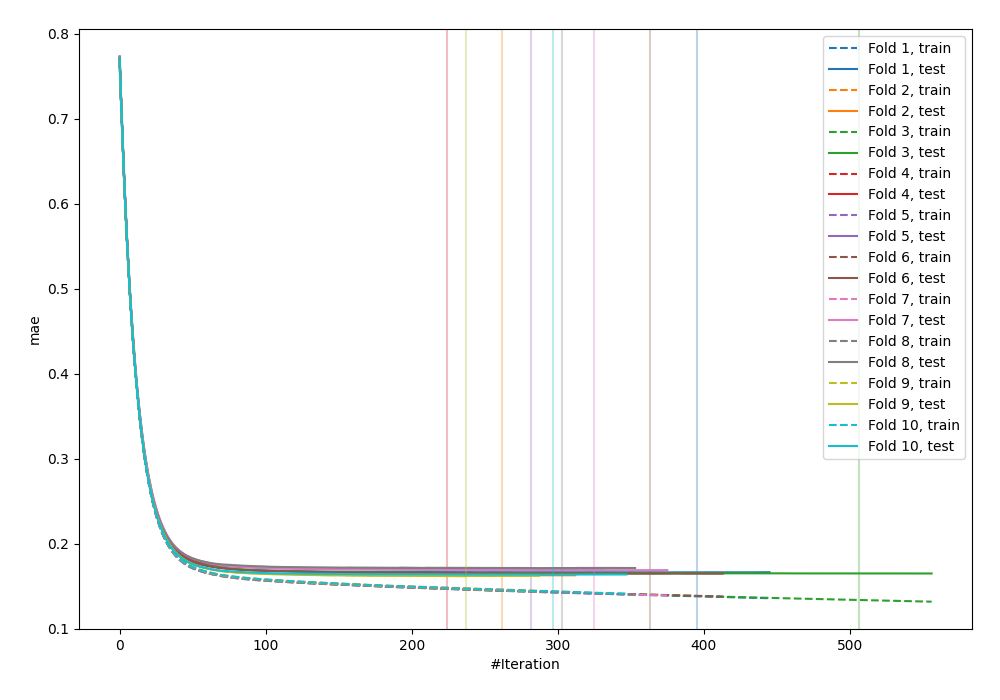 0.8
0.7
0.6
0.5
0.4
0.3
0.2
0.1
mae
0
100
200
300
400
500
#Iteration
Fold 1, train
Fold 1, test
Fold 2, train
Fold 2, test
Fold 3, train
Fold 3, test
Fold 4, train
Fold 4, test
Fold 5, train
Fold 5, test
Fold 6, train
Fold 6, test
Fold 7, train
Fold 7, test
Fold 8, train
Fold 8, test
Fold 9, train
Fold 9, test
Fold 10, train
Fold 10, test